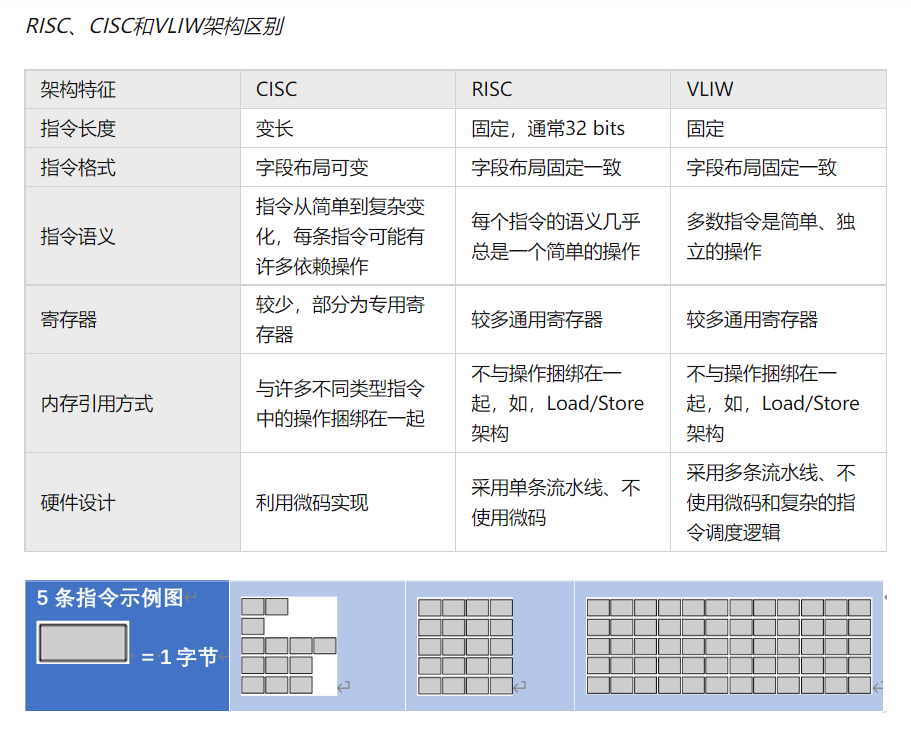 RISC、CISC和VLIW架构区别
架构特征 CISC RISC VLIW
指令长度 变长 固定，通常32 bits 固定
指令格式 字段布局可变 字段布局固定一致 字段布局固定一致
指令语义
指令从简单到复杂变
化，每条指令可能有
许多依赖操作
每个指令的语义几乎
总是一个简单的操作
多数指令是简单、独
立的操作
寄存器
较少，部分为专用寄
存器
较多通用寄存器
较多通用寄存器
内存引用方式
与许多不同类型指令
中的操作捆绑在一起
不与操作捆绑在一
起，如，Load/Store
架构
不与操作捆绑在一
起，如，Load/Store
架构
硬件设计
利用微码实现
采用单条流水线、不
使用微码
采用多条流水线、不
使用微码和复杂的指
令调度逻辑
5 条指令示例图
= 1 字节